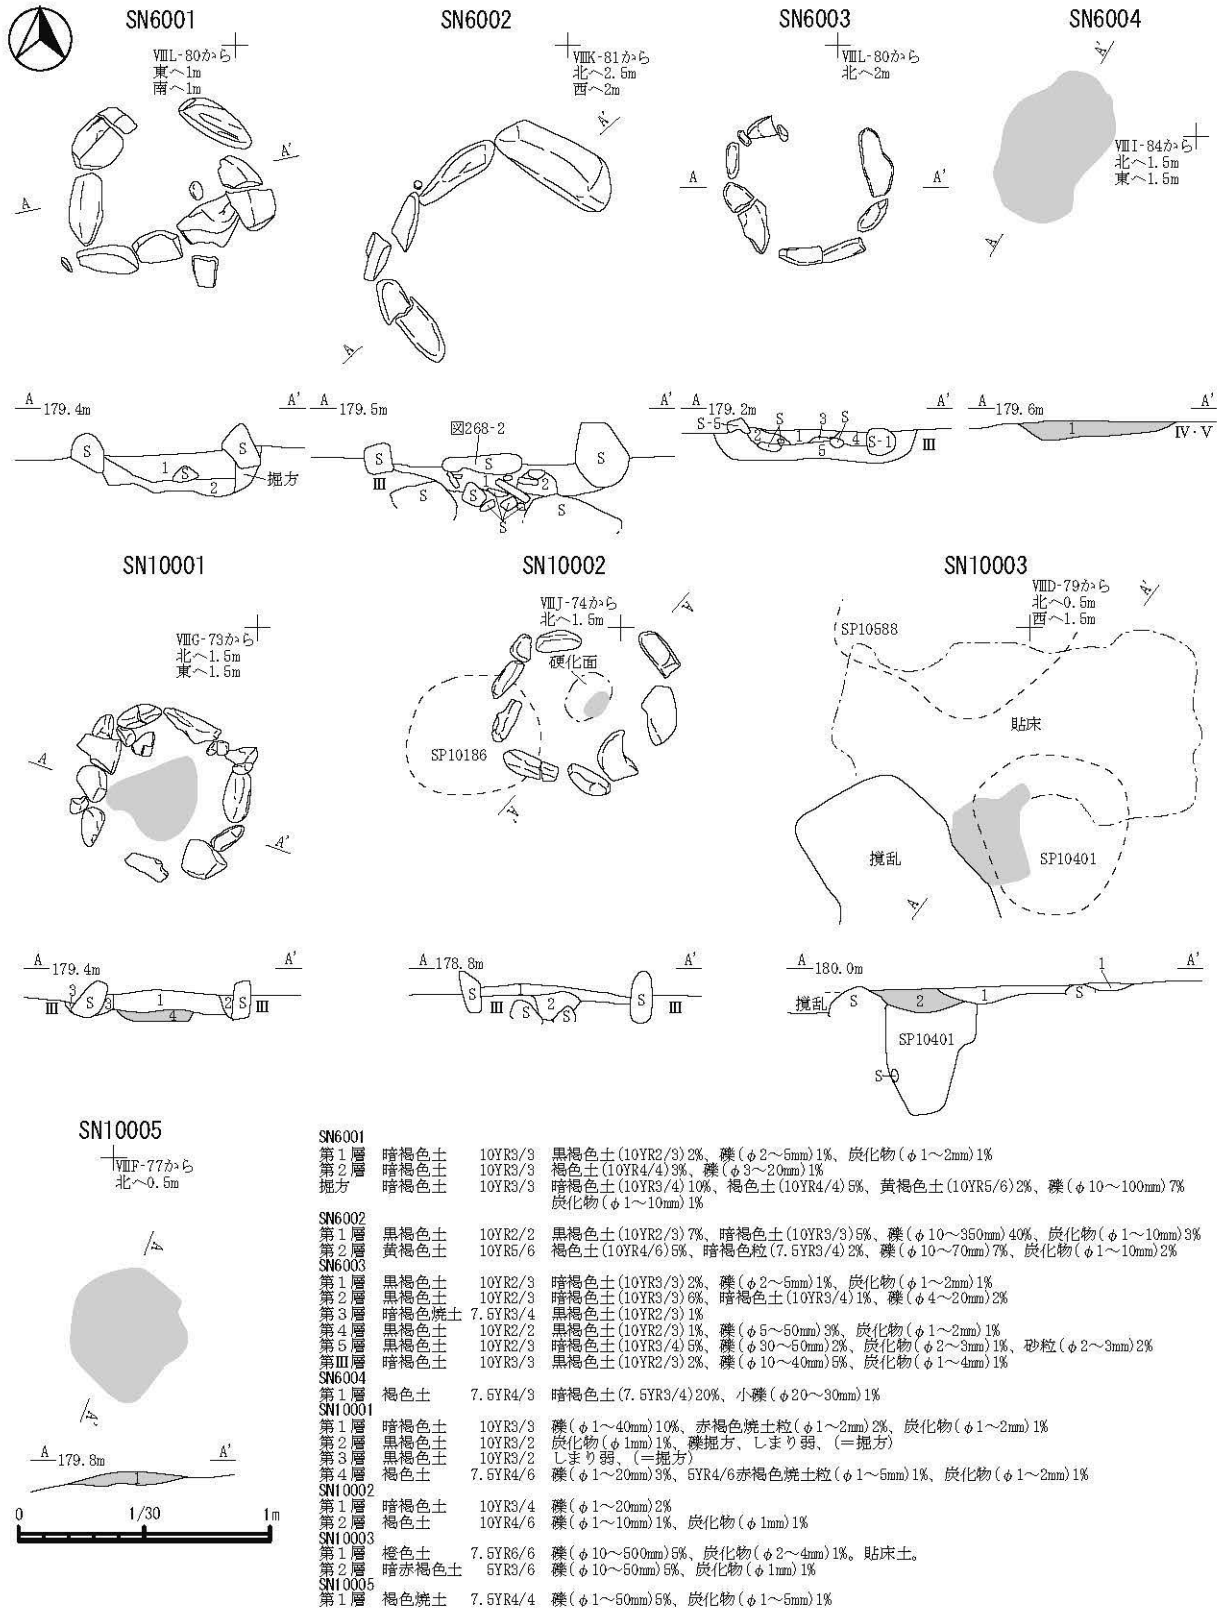 SN6001
ⅧL-80から
東へ1m
南へ1m
A
A'
SN6002
ⅧK-81から
北へ2.5m
西へ2m
A
A'
SN6003
ⅧL-80から
北へ2m
A
A'
SN6004
ⅧI-84から
北へ1.5m
東へ1.5m
A
A'
A 179.4m A'
S 1 S S 2 掘方
A 179.5m A'
図268-2
S S S
Ⅲ S 1 S 2 S
S
A 179.2m A'
S-5 S 3 S
2 1 4 S-1 Ⅲ
5
A 179.6m A'
1
Ⅳ・Ⅴ
SN10001
ⅧG-73から
北へ1.5m
東へ1.5m
A
A'
SN10002
ⅧJ-74から
北へ1.5m
硬化面
SP10186
A
A'
SN10003
ⅧD-79から
北へ0.5m
西へ1.5m
SP10588
貼床
撹乱
SP10401
A
A'
A 179.4m A'
3 S 3 1 2 S
Ⅲ 4 Ⅲ
A 178.8m A'
S 1 2 S
Ⅲ S S Ⅲ
A 180.0m A'
1
撹乱 S 2 1 S
SP10401
S
SN10005
ⅧF-77から
北へ0.5m
A
A'
A 179.8m A'
1
0 1/30 1m
SN6001
第1層 暗褐色土 10YR3/3 黒褐色土(10YR2/3)2%、礫(φ2～5mm)1%、炭化物(φ1～2mm)1%
第2層 暗褐色土 10YR3/3 褐色土(10YR4/4)3%、礫(φ3～20mm)1%
掘方 暗褐色土 10YR3/3 暗褐色土(10YR3/4)10%、褐色土(10YR4/4)5%、黄褐色土(10YR5/6)2%、礫(φ10～100mm)7%
炭化物(φ1～10mm)1%
SN6002
第1層 黒褐色土 10YR2/2 黒褐色土(10YR2/3)7%、暗褐色土(10YR3/3)5%、礫(φ10～350mm)40%、炭化物(φ1～10mm)3%
第2層 黄褐色土 10YR5/6 褐色土(10YR4/6)5%、暗褐色粒(7.5YR3/4)2%、礫(φ10～70mm)7%、炭化物(φ1～10mm)2%
SN6003
第1層 黒褐色土 10YR2/3 暗褐色土(10YR3/3)2%、礫(φ2～5mm)1%、炭化物(φ1～2mm)1%
第2層 黒褐色土 10YR2/3 暗褐色土(10YR3/3)6%、暗褐色土(10YR3/4)1%、礫(φ4～20mm)2%
第3層 暗褐色焼土 7.5YR3/4 黒褐色土(10YR2/3)1%
第4層 黒褐色土 10YR2/2 黒褐色土(10YR2/3)1%、礫(φ5～50mm)3%、炭化物(φ1～2mm)1%
第5層 黒褐色土 10YR2/3 暗褐色土(10YR3/4)5%、礫(φ30～50mm)2%、炭化物(φ2～3mm)1%、砂粒(φ2～3mm)2%
第Ⅲ層 暗褐色土 10YR3/3 黒褐色土(10YR2/3)2%、礫(φ10～40mm)5%、炭化物(φ1～4mm)1%
SN6004
第1層 褐色土 7.5YR4/3 暗褐色土(7.5YR3/4)20%、小礫(φ20～30mm)1%
SN10001
第1層 暗褐色土 10YR3/3 礫(φ1～40mm)10%、赤褐色焼土粒(φ1～2mm)2%、炭化物(φ1～2mm)1%
第2層 黒褐色土 10YR3/2 炭化物(φ1mm)1%、礫掘方、しまり弱、(＝掘方)
第3層 黒褐色土 10YR3/2 しまり弱、(＝掘方)
第4層 褐色土 7.5YR4/6 礫(φ1～20mm)3%、5YR4/6赤褐色焼土粒(φ1～5mm)1%、炭化物(φ1～2mm)1%
SN10002
第1層 暗褐色土 10YR3/4 礫(φ1～20mm)2%
第2層 褐色土 10YR4/6 礫(φ1～10mm)1%、炭化物(φ1mm)1%
SN10003
第1層 橙色土 7.5YR6/6 礫(φ10～500mm)5%、炭化物(φ2～4mm)1%。貼床土。
第2層 暗赤褐色土 5YR3/6 礫(φ10～50mm)5%、炭化物(φ1mm)1%
SN10005
第1層 褐色焼土 7.5YR4/4 礫(φ1～50mm)5%、炭化物(φ1～5mm)1%